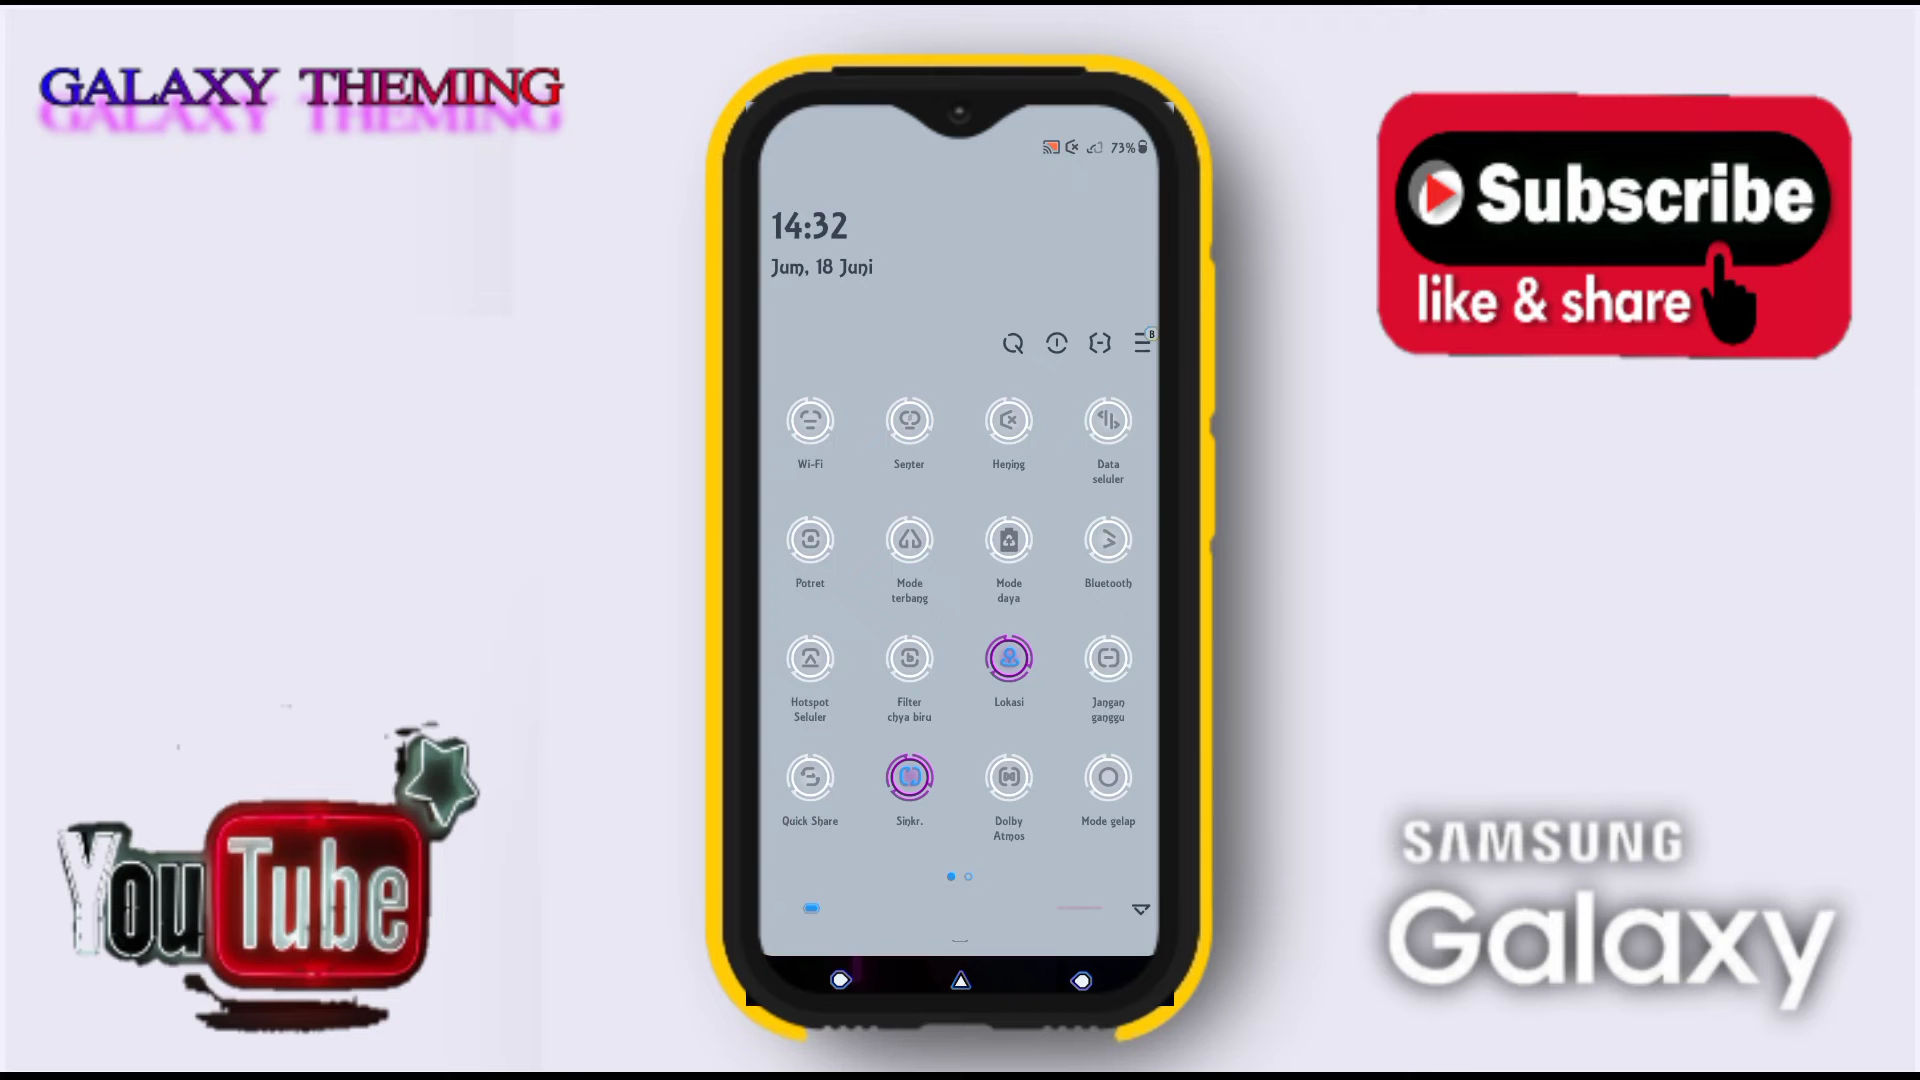 GALAXY THEMING
GALAXY THEMING
Subscribe
like & share
73%
14:32
Jum, 18 Juni
B
Wi-Fi
Senter
Hening
Data
seluler
Potret
Mode
terbang
Mode
daya
Bluetooth
Hotspot
Seluler
Filter
chya biru
Lokasi
Jangan
ganggu
Quick Share
Sinkr.
Dolby
Atmos
Mode gelap
YouTube
SAMSUNG
Galaxy